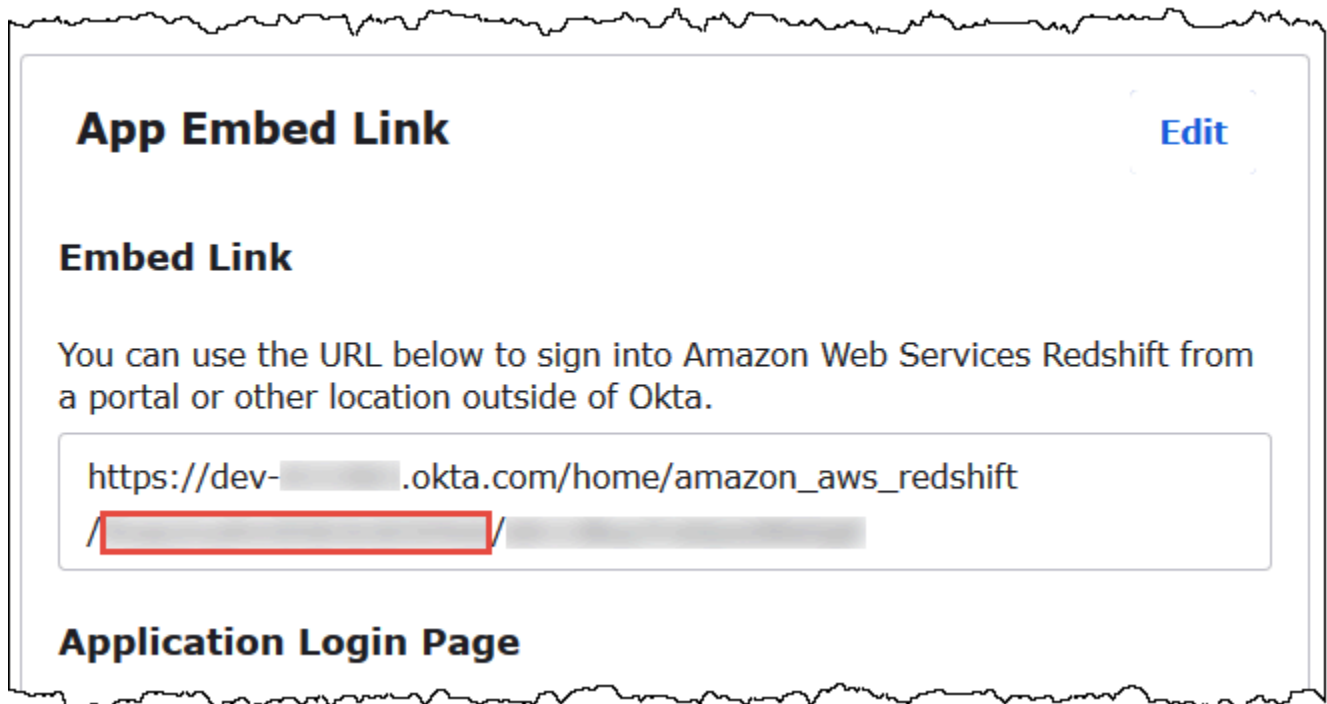 App Embed Link
Edit
Embed Link
You can use the URL below to sign into Amazon Web Services Redshift from
a portal or other location outside of Okta.
https://dev- .okta.com/home/amazon_aws_redshift
/ /
Application Login Page